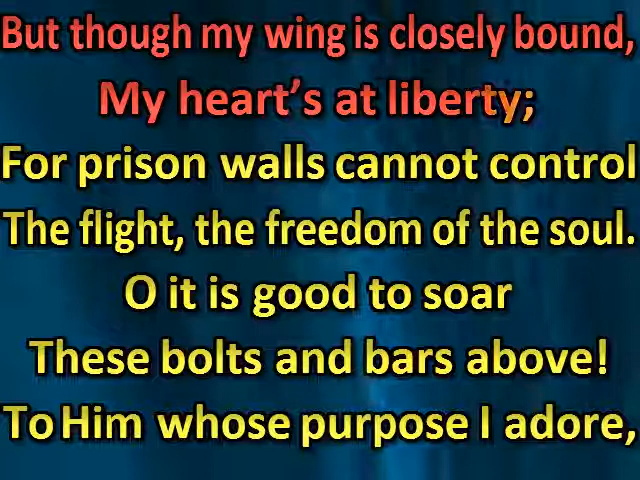 But though my wing is closely bound,
My heart's at liberty;
For prison walls cannot control
The flight, the freedom of the soul.
O it is good to soar
These bolts and bars above!
To Him whose purpose I adore,